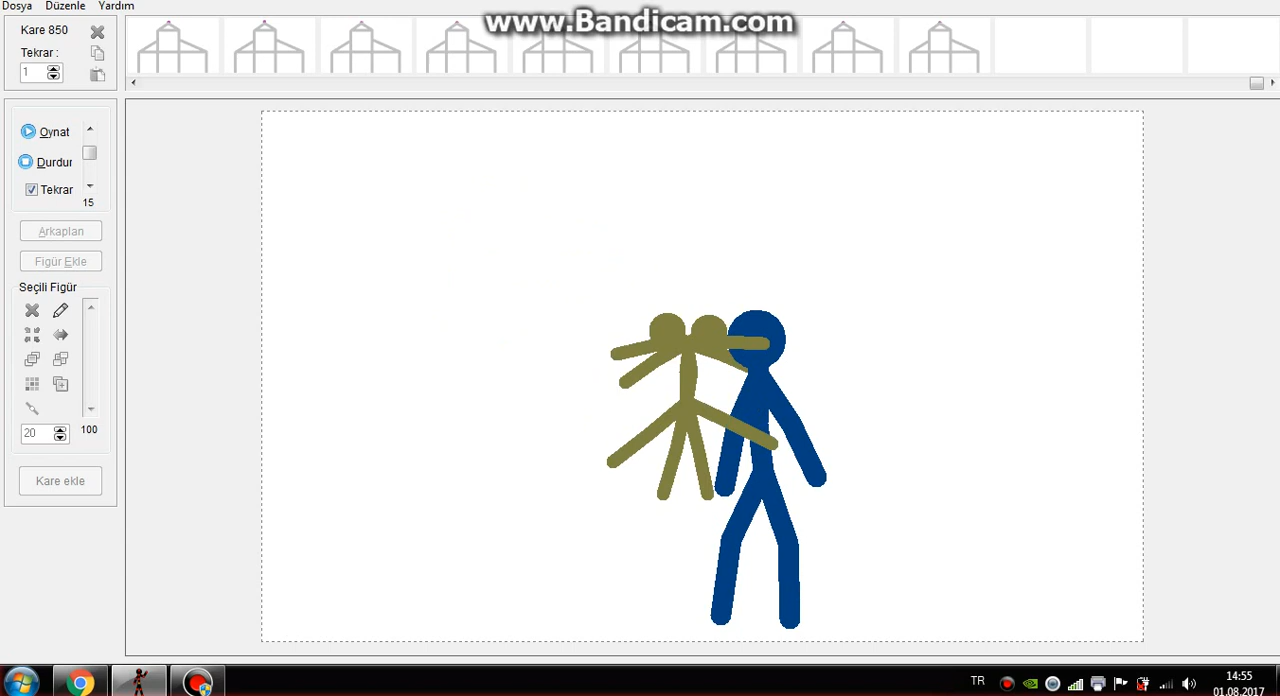 Dosya Düzenle Yardım
www.Bandicam.com
Kare 850
Tekrar :
1
Oynat
Durdur
Tekrar
15
Arkaplan
Figür Ekle
Seçili Figür
20
100
Kare ekle
TR
14:55
01.08.2017